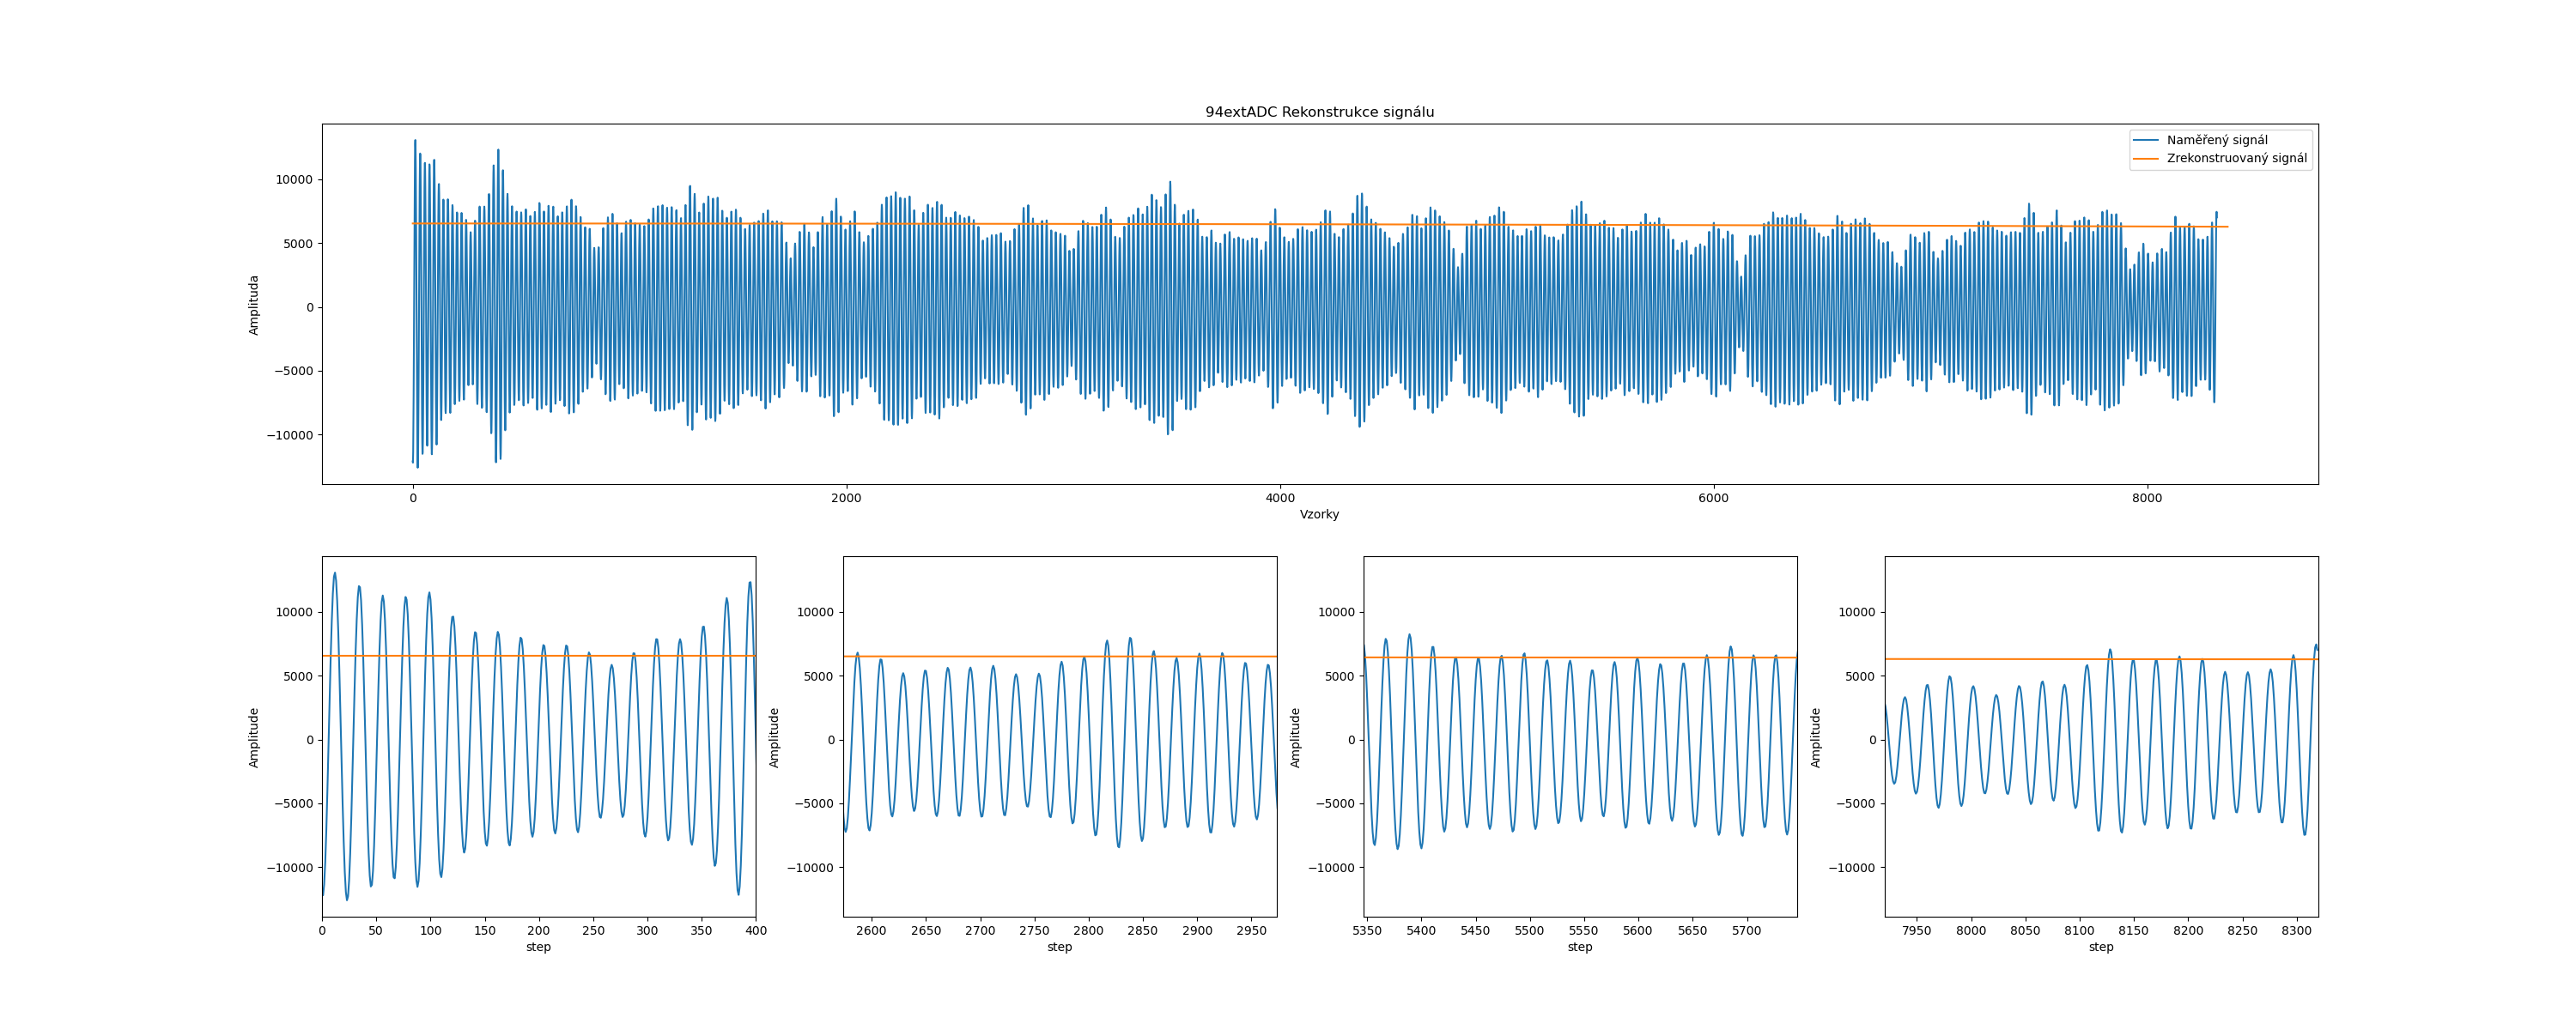 94extADC Rekonstrukce signálu
Naměřený signál
Zrekonstruovaný signál
Amplituda
10000
5000
0
−5000
−10000
0 2000 4000 6000 8000
Vzorky
Amplitude
10000
5000
0
−5000
−10000
0 50 100 150 200 250 300 350 400
step
Amplitude
10000
5000
0
−5000
−10000
2600 2650 2700 2750 2800 2850 2900 2950
step
Amplitude
10000
5000
0
−5000
−10000
5350 5400 5450 5500 5550 5600 5650 5700
step
Amplitude
10000
5000
0
−5000
−10000
7950 8000 8050 8100 8150 8200 8250 8300
step